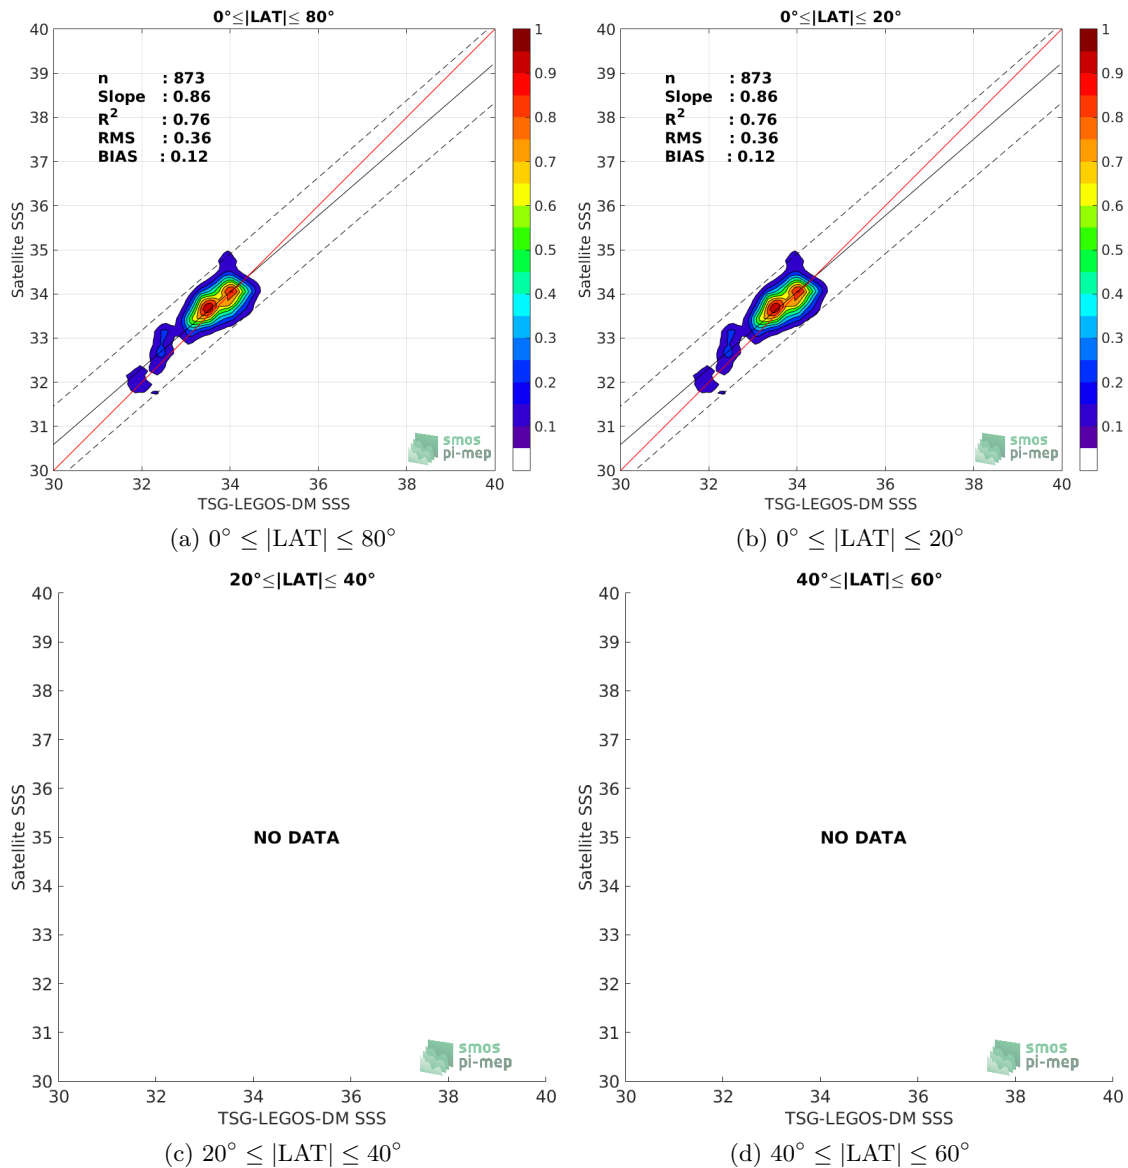 0°≤|LAT|≤ 80°
40
39
38
37
36
35
34
33
32
31
30
Satellite SSS
n : 873
Slope : 0.86
R² : 0.76
RMS : 0.36
BIAS : 0.12
smos
pi-mep
30 32 34 36 38 40
TSG-LEGOS-DM SSS
1
0.9
0.8
0.7
0.6
0.5
0.4
0.3
0.2
0.1
(a) 0° ≤ |LAT| ≤ 80°
0°≤|LAT|≤ 20°
40
39
38
37
36
35
34
33
32
31
30
Satellite SSS
n : 873
Slope : 0.86
R² : 0.76
RMS : 0.36
BIAS : 0.12
smos
pi-mep
30 32 34 36 38 40
TSG-LEGOS-DM SSS
1
0.9
0.8
0.7
0.6
0.5
0.4
0.3
0.2
0.1
(b) 0° ≤ |LAT| ≤ 20°
20°≤|LAT|≤ 40°
40
39
38
37
36
35
34
33
32
31
30
Satellite SSS
NO DATA
smos
pi-mep
30 32 34 36 38 40
TSG-LEGOS-DM SSS
(c) 20° ≤ |LAT| ≤ 40°
40°≤|LAT|≤ 60°
40
39
38
37
36
35
34
33
32
31
30
Satellite SSS
NO DATA
smos
pi-mep
30 32 34 36 38 40
TSG-LEGOS-DM SSS
(d) 40° ≤ |LAT| ≤ 60°